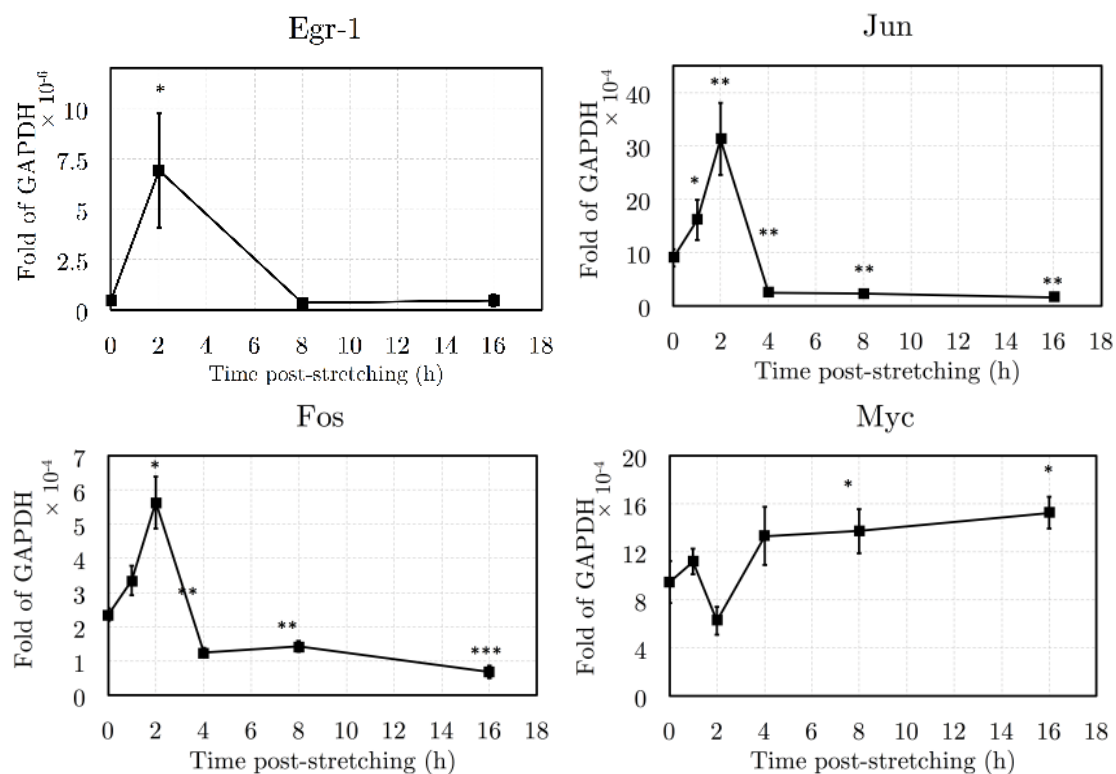 Egr-1
Fold of GAPDH
× 10⁻⁶
10
7.5
5
2.5
0
*
0 2 4 6 8 10 12 14 16 18
Time post-stretching (h)
Jun
Fold of GAPDH
× 10⁻⁴
40
30
20
10
0
* ** ** ** **
0 2 4 6 8 10 12 14 16 18
Time post-stretching (h)
Fos
Fold of GAPDH
× 10⁻⁴
7
6
5
4
3
2
1
0
* ** ** ***
0 2 4 6 8 10 12 14 16 18
Time post-stretching (h)
Myc
Fold of GAPDH
× 10⁻⁴
20
16
12
8
4
0
* *
0 2 4 6 8 10 12 14 16 18
Time post-stretching (h)